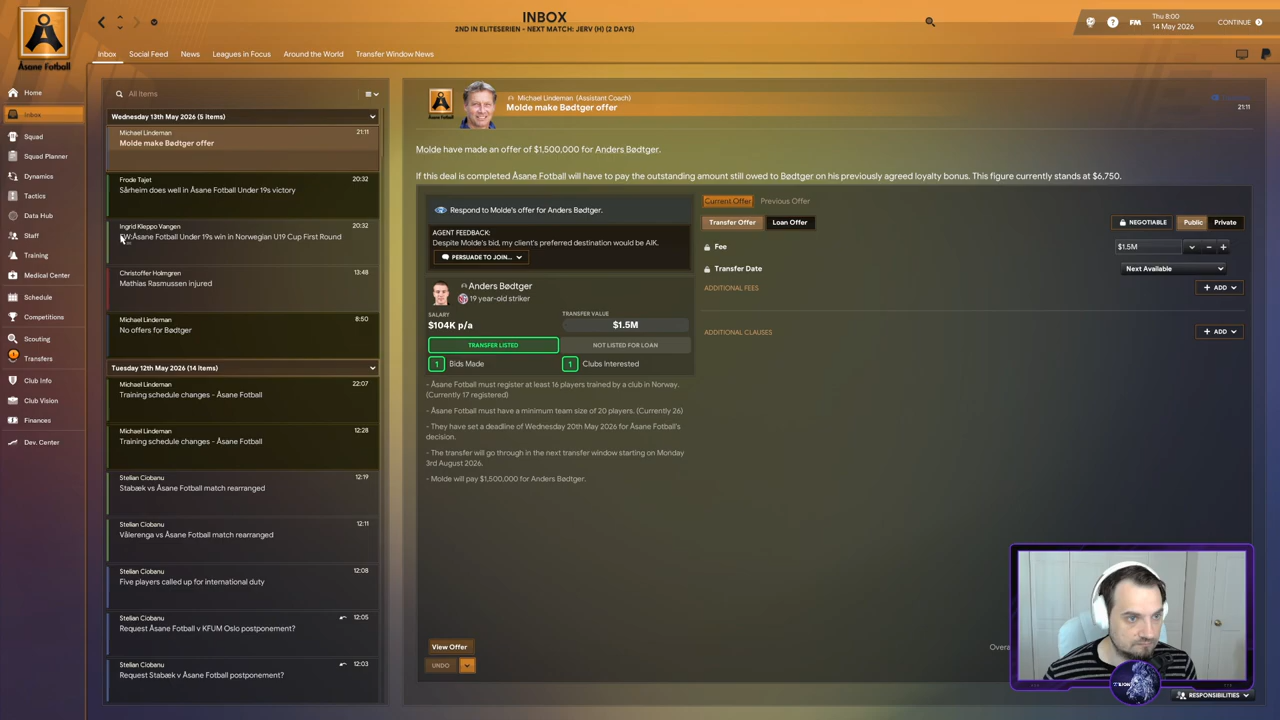 INBOX
2ND IN ELITESERIEN - NEXT MATCH: JERV (H) (2 DAYS)
FM
Thu 8:00
14 May 2026
CONTINUE
Åsane Fotball
Inbox
Social Feed
News
Leagues in Focus
Around the World
Transfer Window News
Home
Inbox
Squad
Squad Planner
Dynamics
Tactics
Data Hub
Staff
Training
Medical Center
Schedule
Competitions
Scouting
Transfers
Club Info
Club Vision
Finances
Dev. Center
All Items
Wednesday 13th May 2026 (5 items)
Michael Lindeman
21:11
Molde make Bødtger offer
Frode Tajet
20:32
Sårheim does well in Åsane Fotball Under 19s victory
Ingrid Kleppo Vangen
20:32
FW:Åsane Fotball Under 19s win in Norwegian U19 Cup First Round
Christoffer Holmgren
13:48
Mathias Rasmussen injured
Michael Lindeman
8:50
No offers for Bødtger
Tuesday 12th May 2026 (14 items)
Michael Lindeman
22:07
Training schedule changes - Åsane Fotball
Michael Lindeman
12:28
Training schedule changes - Åsane Fotball
Stelian Ciobanu
12:19
Stabæk vs Åsane Fotball match rearranged
Stelian Ciobanu
12:11
Vålerenga vs Åsane Fotball match rearranged
Stelian Ciobanu
12:08
Five players called up for international duty
Stelian Ciobanu
12:05
Request Åsane Fotball v KFUM Oslo postponement?
Stelian Ciobanu
12:03
Request Stabæk v Åsane Fotball postponement?
Michael Lindeman (Assistant Coach)
Molde make Bødtger offer
21:11
Molde have made an offer of $1,500,000 for Anders Bødtger.
If this deal is completed Åsane Fotball will have to pay the outstanding amount still owed to Bødtger on his previously agreed loyalty bonus. This figure currently stands at $6,750.
Respond to Molde's offer for Anders Bødtger.
AGENT FEEDBACK:
Despite Molde's bid, my client's preferred destination would be AIK.
PERSUADE TO JOIN...
Anders Bødtger
19 year-old striker
SALARY
$104K p/a
TRANSFER VALUE
$1.5M
TRANSFER LISTED
NOT LISTED FOR LOAN
1 Bids Made
1 Clubs Interested
- Åsane Fotball must register at least 16 players trained by a club in Norway.
(Currently 17 registered)
- Åsane Fotball must have a minimum team size of 20 players. (Currently 26)
- They have set a deadline of Wednesday 20th May 2026 for Åsane Fotball's
decision.
- The transfer will go through in the next transfer window starting on Monday
3rd August 2026.
- Molde will pay $1,500,000 for Anders Bødtger.
View Offer
UNDO
Current Offer
Previous Offer
Transfer Offer
Loan Offer
NEGOTIABLE
Public
Private
Fee
$1.5M
Transfer Date
Next Available
ADDITIONAL FEES
ADD
ADDITIONAL CLAUSES
ADD
RESPONSIBILITIES